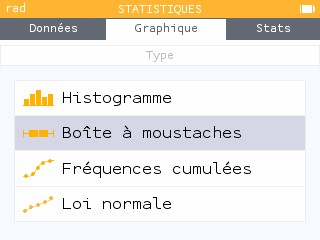 rad STATISTIQUES
Données Graphique Stats
Type
Histogramme
Boîte à moustaches
Fréquences cumulées
Loi normale